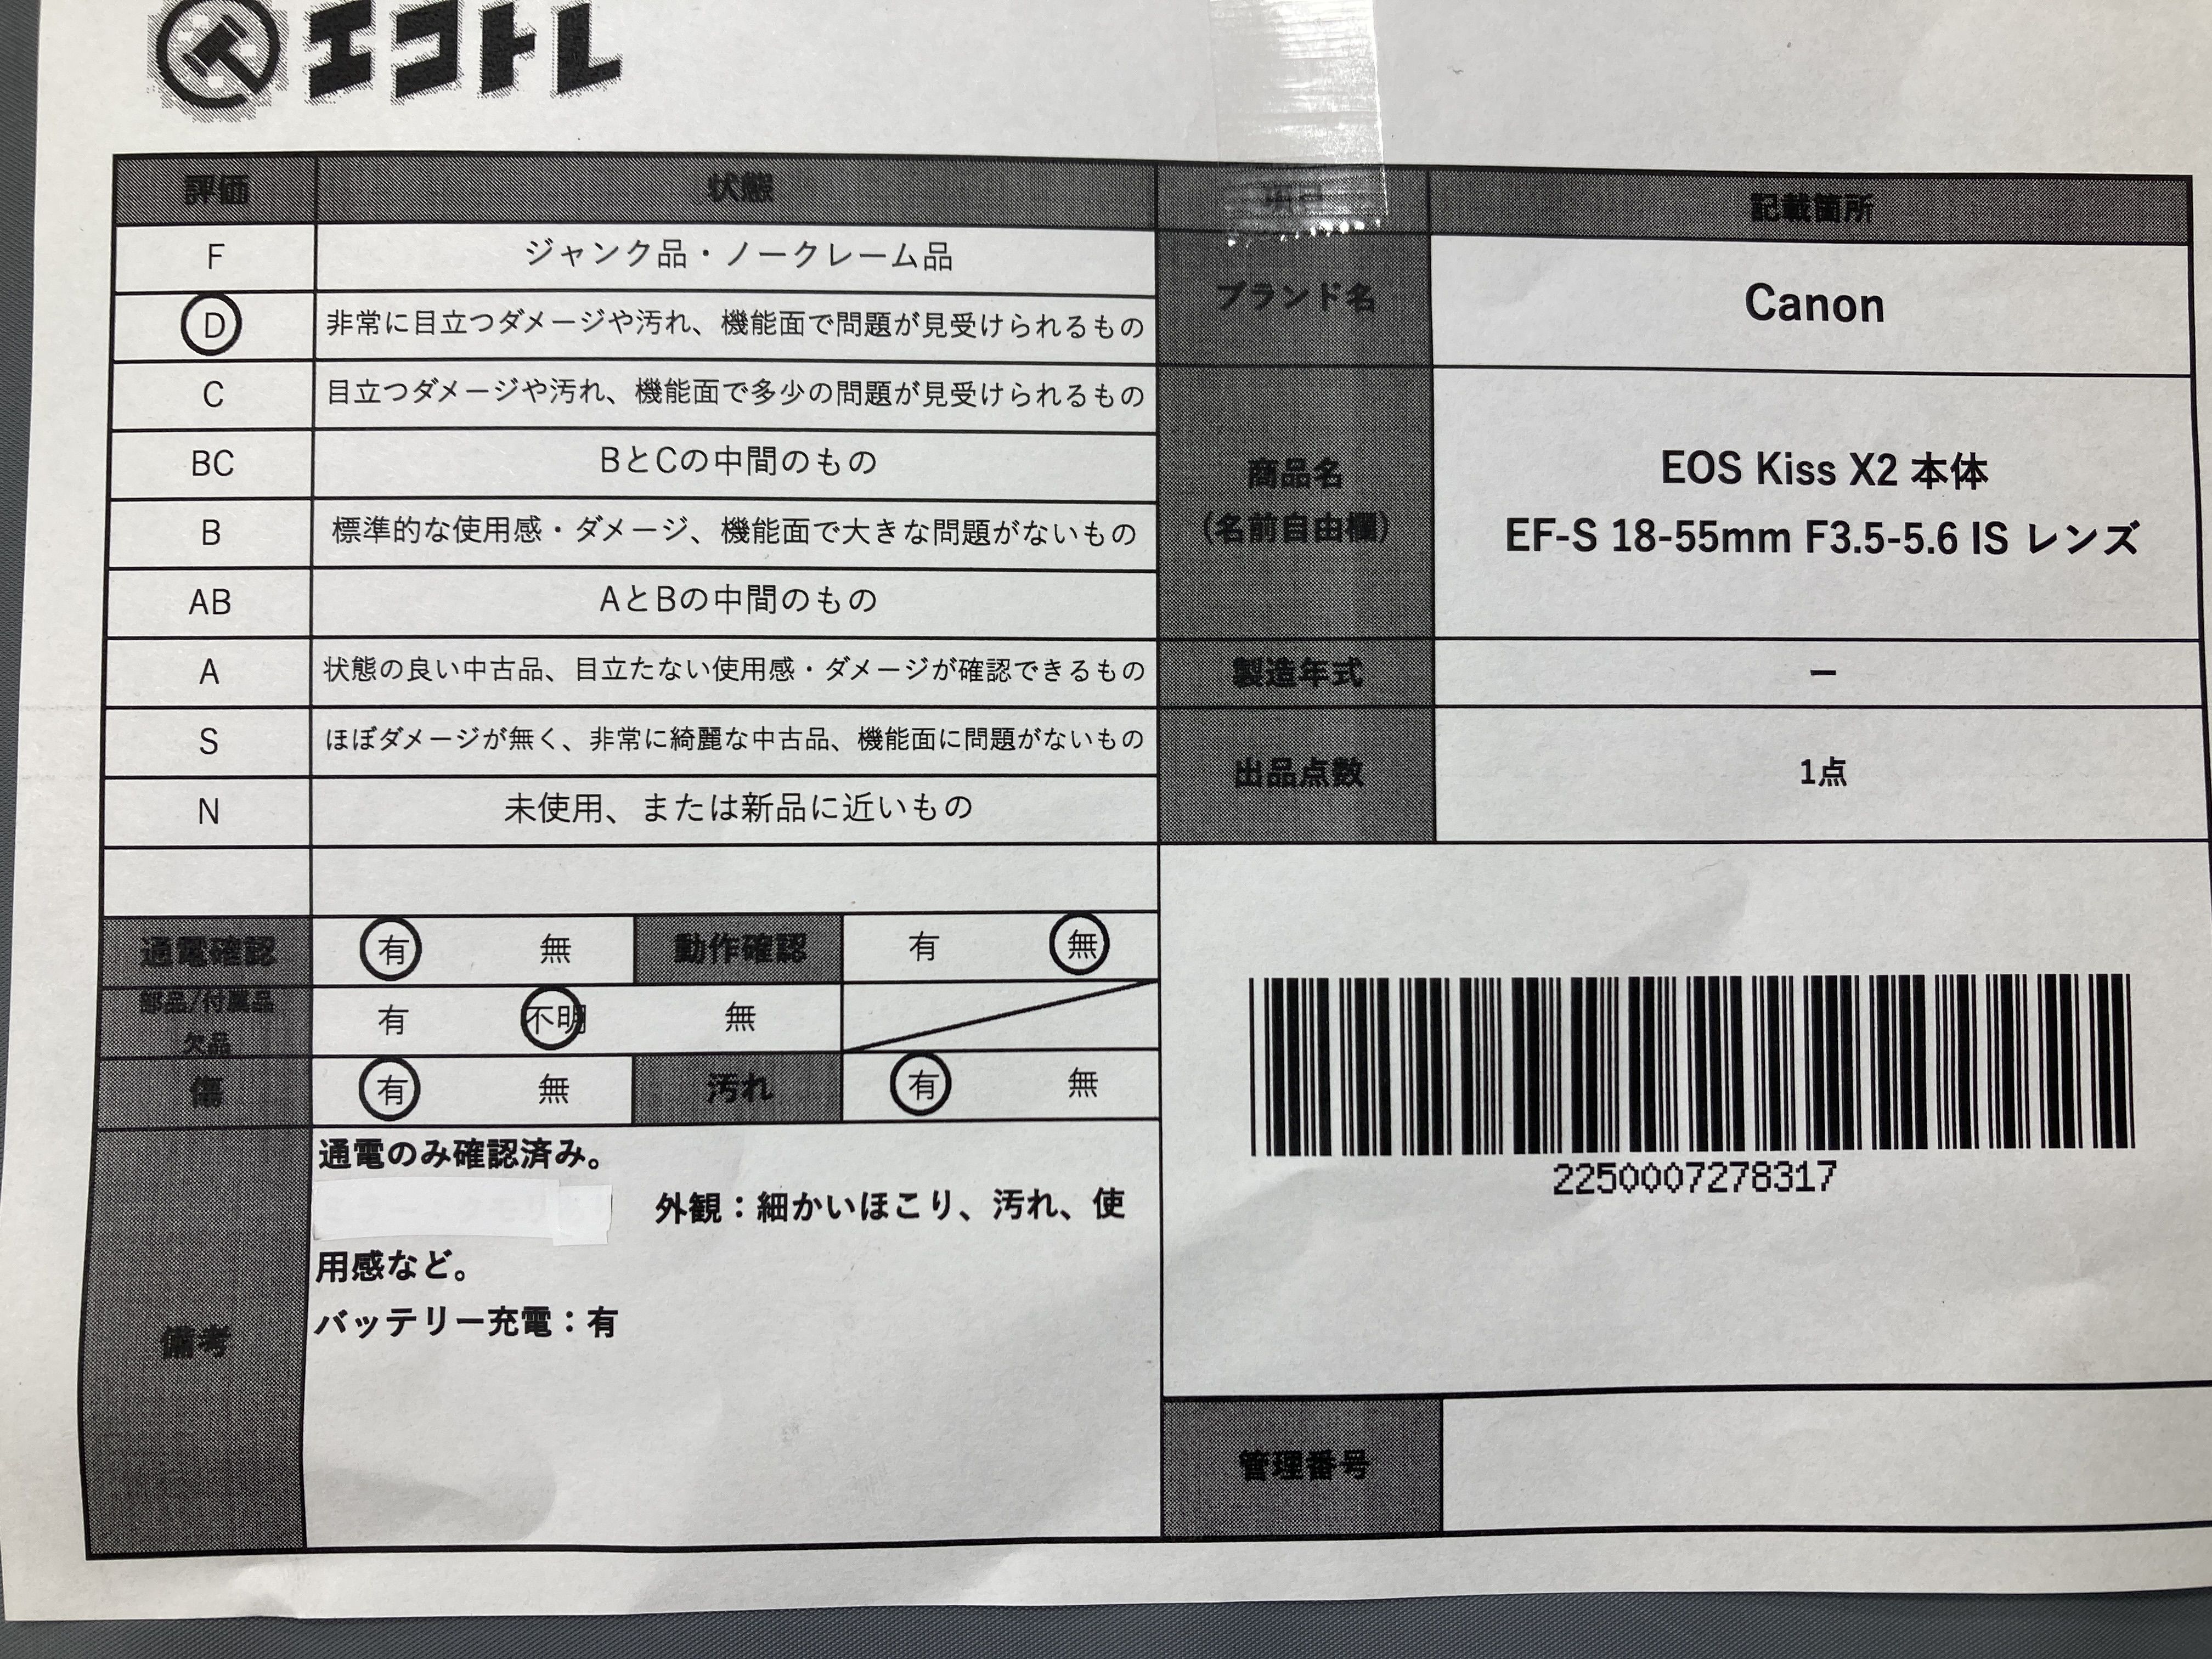 エコトレ
評価 状態
F ジャンク品・ノークレーム品
D 非常に目立つダメージや汚れ、機能面で問題が見受けられるもの
C 目立つダメージや汚れ、機能面で多少の問題が見受けられるもの
BC BとCの中間のもの
B 標準的な使用感・ダメージ、機能面で大きな問題がないもの
AB AとBの中間のもの
A 状態の良い中古品、目立たない使用感・ダメージが確認できるもの
S ほぼダメージが無く、非常に綺麗な中古品、機能面に問題がないもの
N 未使用、または新品に近いもの
通電確認 有 無 動作確認 有 無
部品/付属品
欠品
有 不明 無
傷 有 無 汚れ 有 無
備考
通電のみ確認済み。
外観：細かいほこり、汚れ、使
用感など。
バッテリー充電：有
記載箇所
ブランド名 Canon
商品名
(名前自由欄)
EOS Kiss X2 本体
EF-S 18-55mm F3.5-5.6 IS レンズ
製造年式 ー
出品点数 1点
2250007278317
管理番号